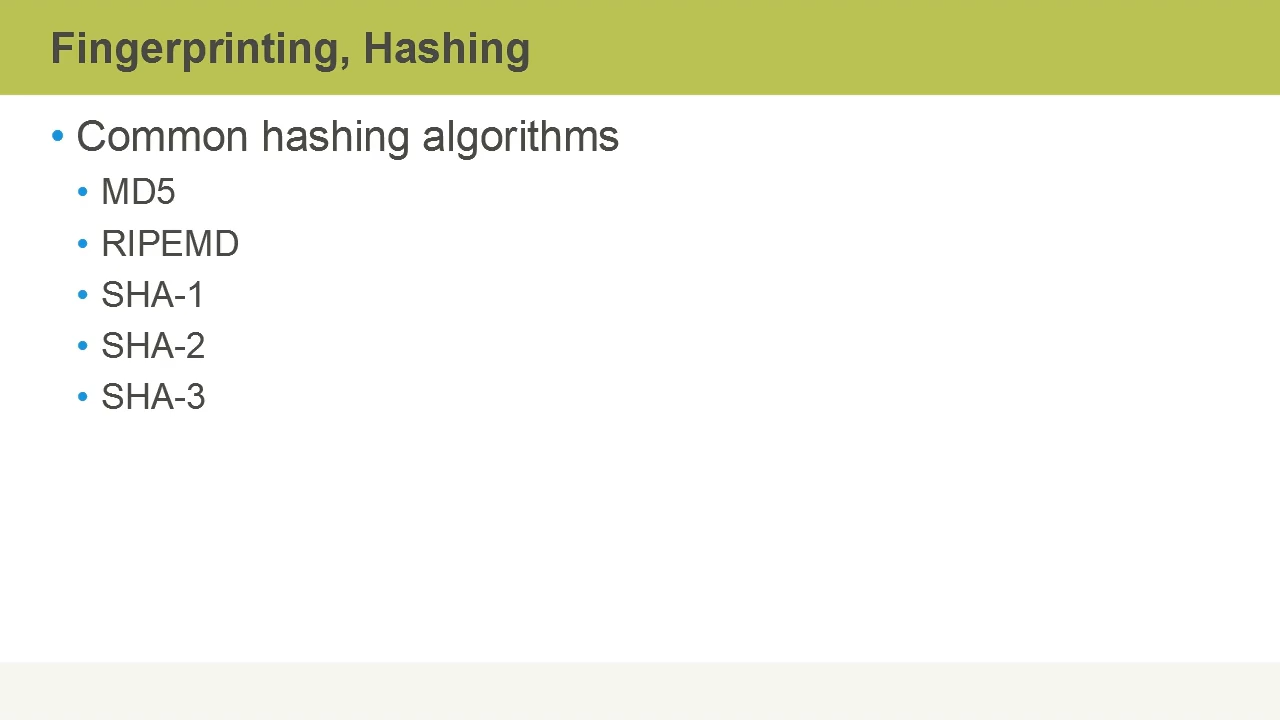 Fingerprinting, Hashing
• Common hashing algorithms
• MD5
• RIPEMD
• SHA-1
• SHA-2
• SHA-3